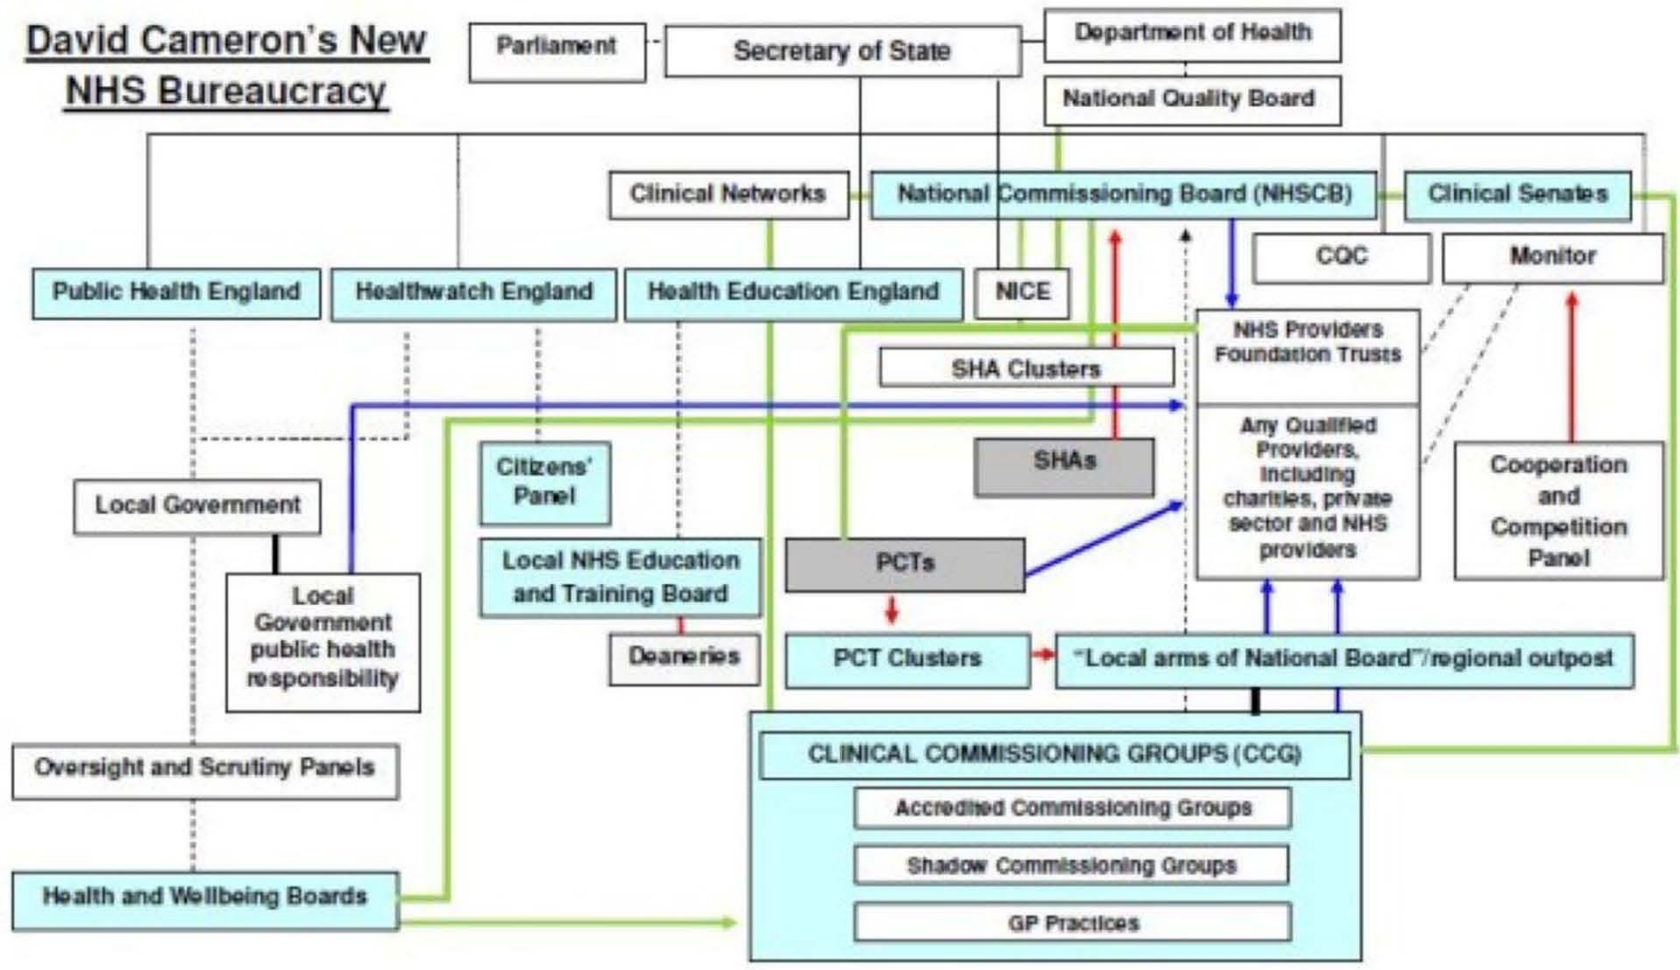 David Cameron's New
NHS Bureaucracy
Parliament
Secretary of State
Department of Health
National Quality Board
Clinical Networks
National Commissioning Board (NHSCB)
Clinical Senates
CQC
Monitor
Public Health England
Healthwatch England
Health Education England
NICE
NHS Providers
Foundation Trusts
SHA Clusters
Any Qualified
Providers,
including
charities, private
sector and NHS
providers
SHAs
Cooperation
and
Competition
Panel
Citizens'
Panel
Local Government
Local NHS Education
and Training Board
PCTs
Local
Government
public health
responsibility
Deaneries
PCT Clusters
"Local arms of National Board"/regional outpost
CLINICAL COMMISSIONING GROUPS (CCG)
Oversight and Scrutiny Panels
Accredited Commissioning Groups
Shadow Commissioning Groups
Health and Wellbeing Boards
GP Practices